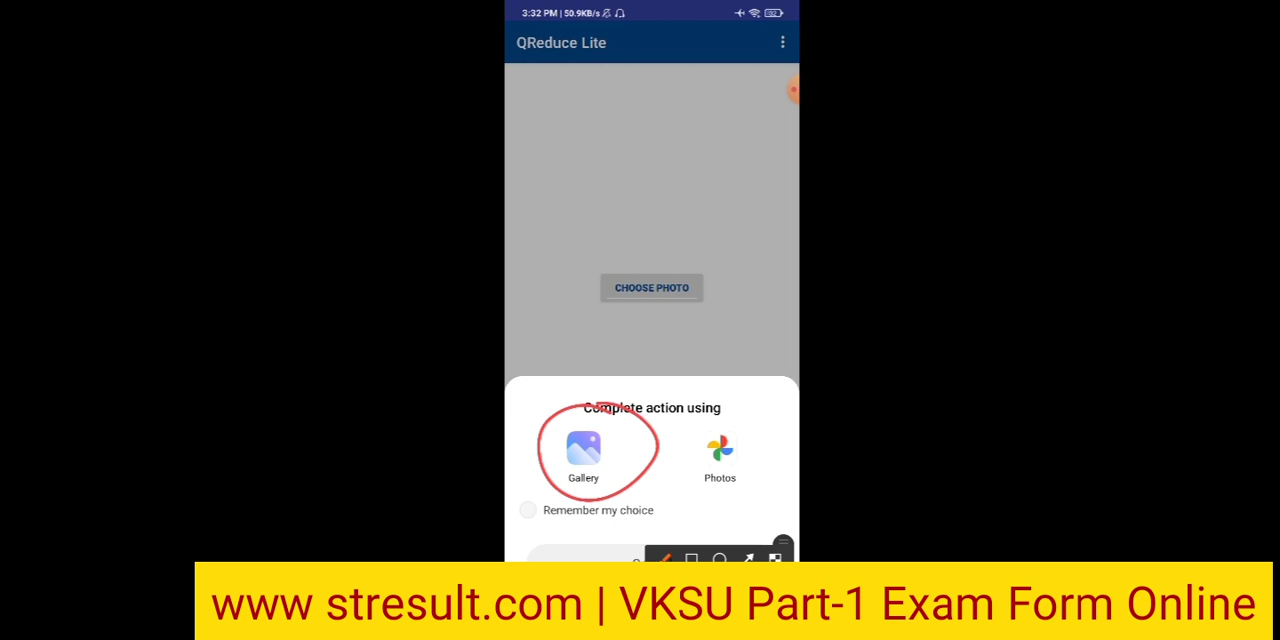 3:32 PM | 50.9KB/s
QReduce Lite
CHOOSE PHOTO
Complete action using
Gallery
Photos
Remember my choice
www stresult.com | VKSU Part-1 Exam Form Online